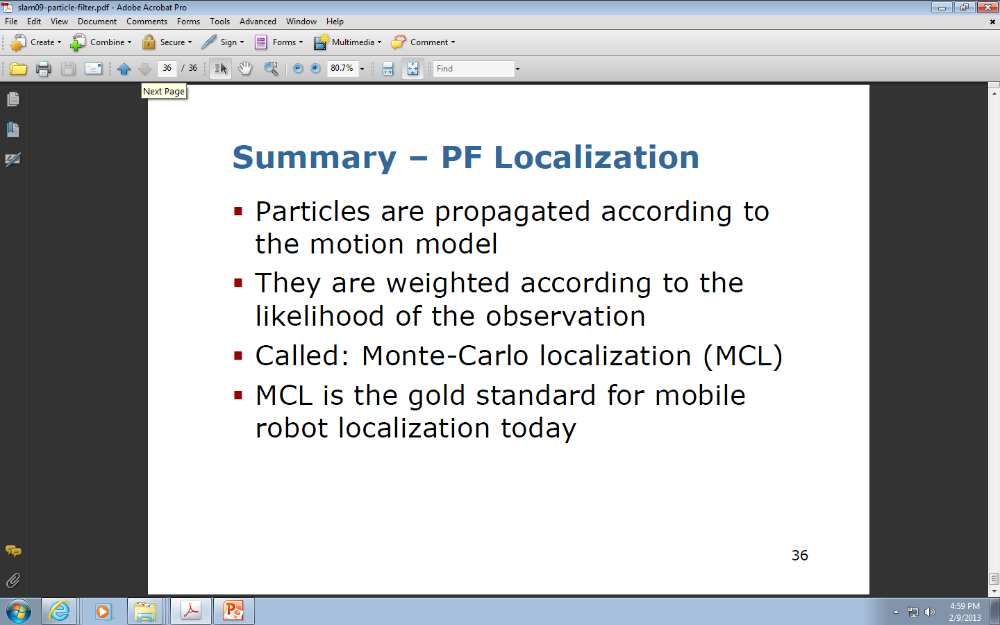 slam09-particle-filter.pdf - Adobe Acrobat Pro
File Edit View Document Comments Forms Tools Advanced Window Help
Create Combine Secure Sign Forms Multimedia Comment
36 / 36 80.7% Find
Next Page
Summary – PF Localization
▪ Particles are propagated according to
the motion model
▪ They are weighted according to the
likelihood of the observation
▪ Called: Monte-Carlo localization (MCL)
▪ MCL is the gold standard for mobile
robot localization today
36
4:59 PM
2/9/2013